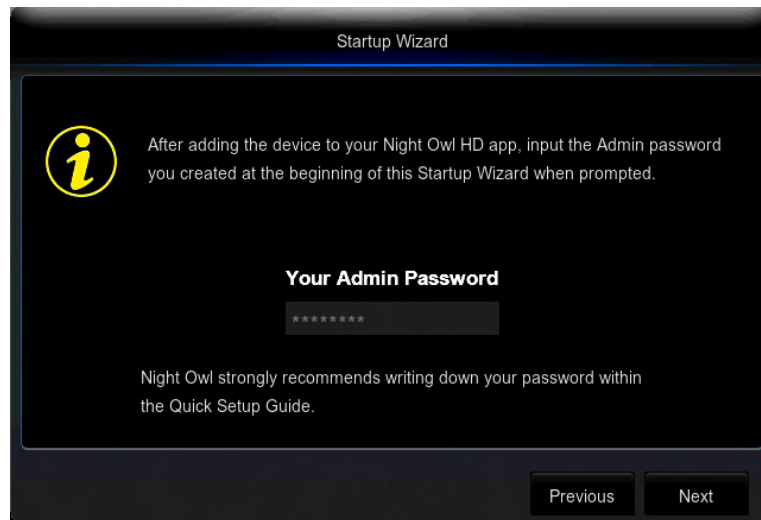 Startup Wizard
After adding the device to your Night Owl HD app, input the Admin password
you created at the beginning of this Startup Wizard when prompted.
Your Admin Password
********
Night Owl strongly recommends writing down your password within
the Quick Setup Guide.
Previous Next